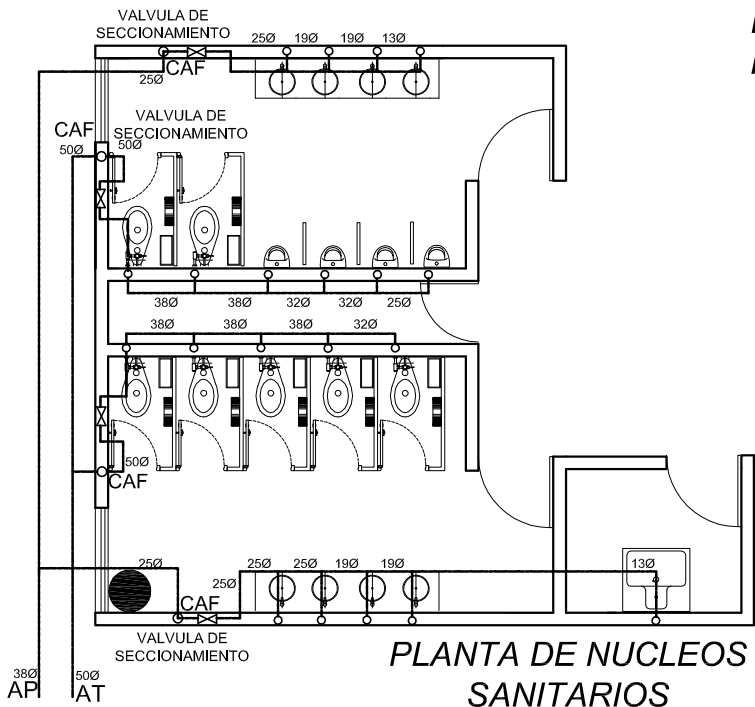 VALVULA DE
SECCIONAMIENTO
25Ø 19Ø 19Ø 13Ø
25Ø
CAF
VALVULA DE
SECCIONAMIENTO
CAF
50Ø
50Ø
38Ø 38Ø 32Ø 32Ø 25Ø
38Ø 38Ø 38Ø 32Ø
50Ø
CAF
25Ø
25Ø
25Ø 25Ø 19Ø 19Ø
13Ø
CAF
VALVULA DE
SECCIONAMIENTO
PLANTA DE NUCLEOS
SANITARIOS
38Ø
AP
50Ø
AT